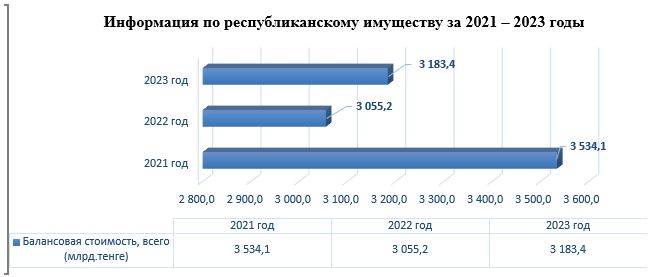 Информация по республиканскому имуществу за 2021 – 2023 годы
2023 год
3 183,4
2022 год
3 055,2
2021 год
3 534,1
2 800,0 2 900,0 3 000,0 3 100,0 3 200,0 3 300,0 3 400,0 3 500,0 3 600,0
2021 год 2022 год 2023 год
Балансовая стоимость, всего
(млрд.тенге)
3 534,1 3 055,2 3 183,4